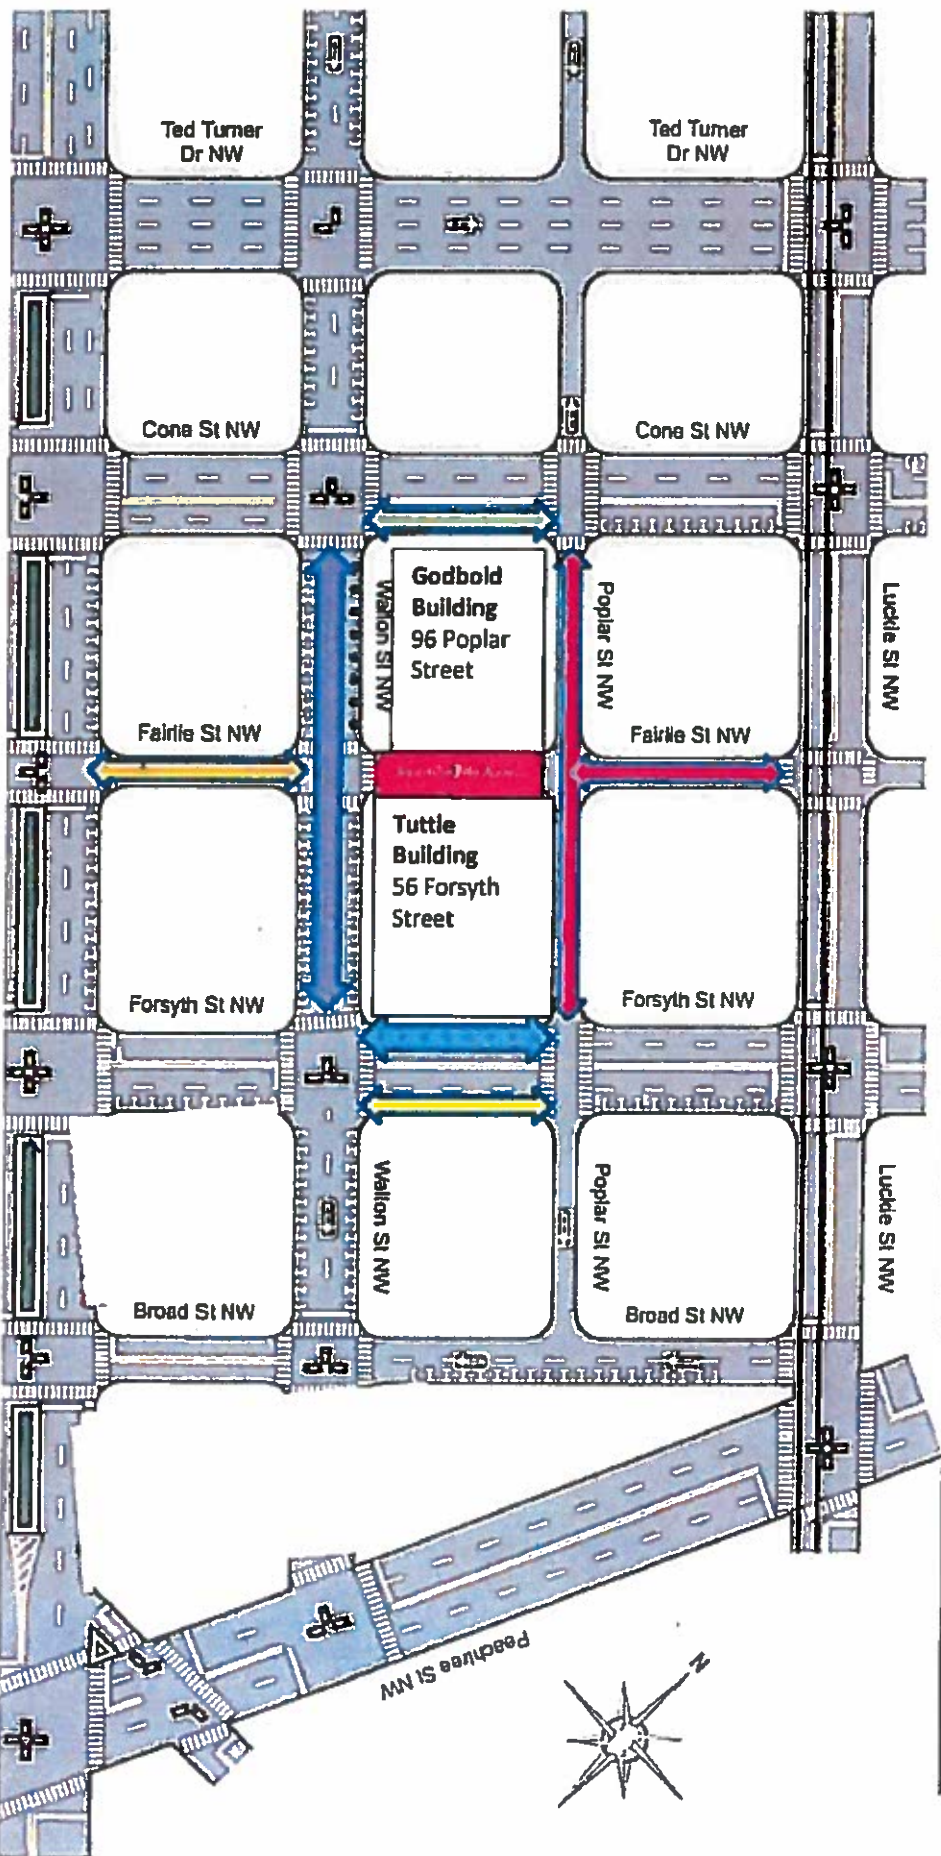 Ted Turner
Dr NW
Ted Turner
Dr NW
Cone St NW
Cone St NW
Godbold
Building
96 Poplar
Street
Walton St NW
Poplar St NW
Luckie St NW
Fairlie St NW
Fairlie St NW
Tuttle
Building
56 Forsyth
Street
Forsyth St NW
Forsyth St NW
Walton St NW
Poplar St NW
Luckie St NW
Broad St NW
Broad St NW
Peachtree St NW
N